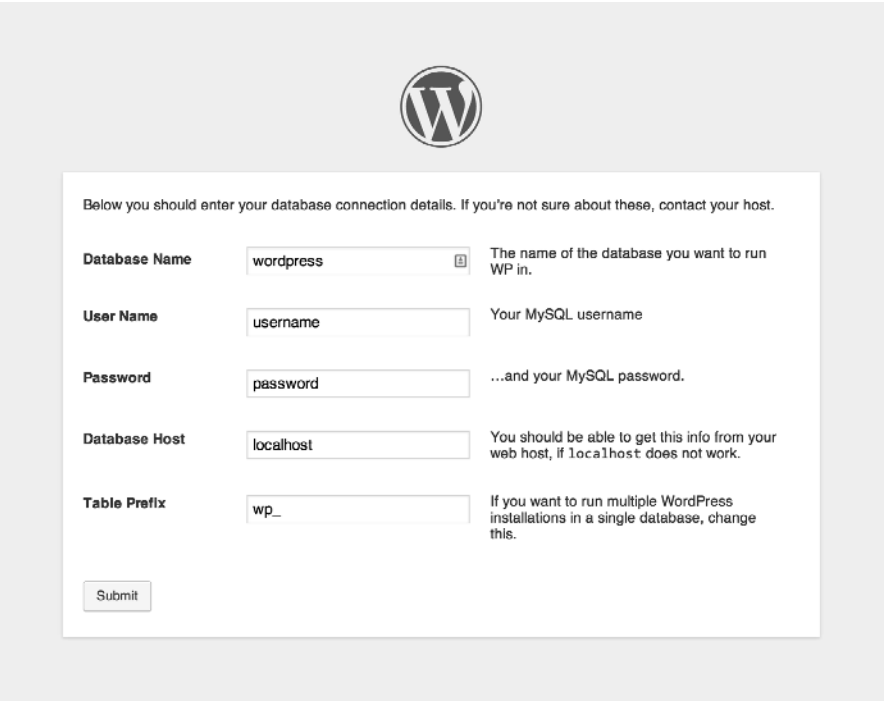 Below you should enter your database connection details. If you're not sure about these, contact your host.
Database Name
wordpress
The name of the database you want to run
WP in.
User Name
username
Your MySQL username
Password
password
...and your MySQL password.
Database Host
localhost
You should be able to get this info from your
web host, if localhost does not work.
Table Prefix
wp_
If you want to run multiple WordPress
installations in a single database, change
this.
Submit